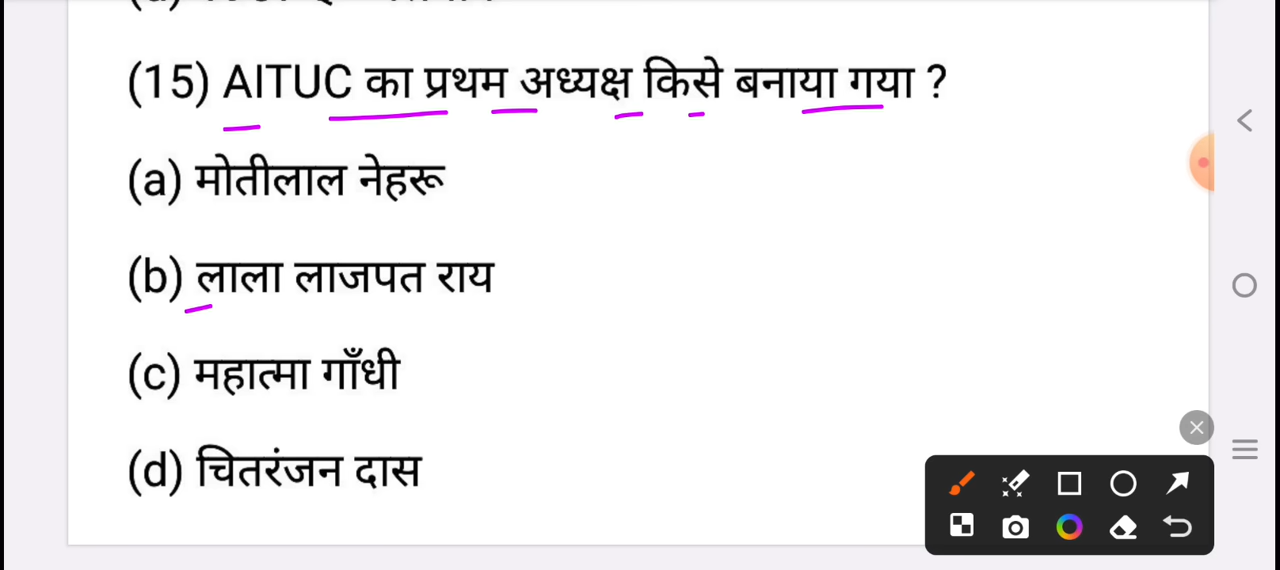 (15) AITUC का प्रथम अध्यक्ष किसे बनाया गया ?
(a) मोतीलाल नेहरू
(b) लाला लाजपत राय
(c) महात्मा गाँधी
(d) चितरंजन दास